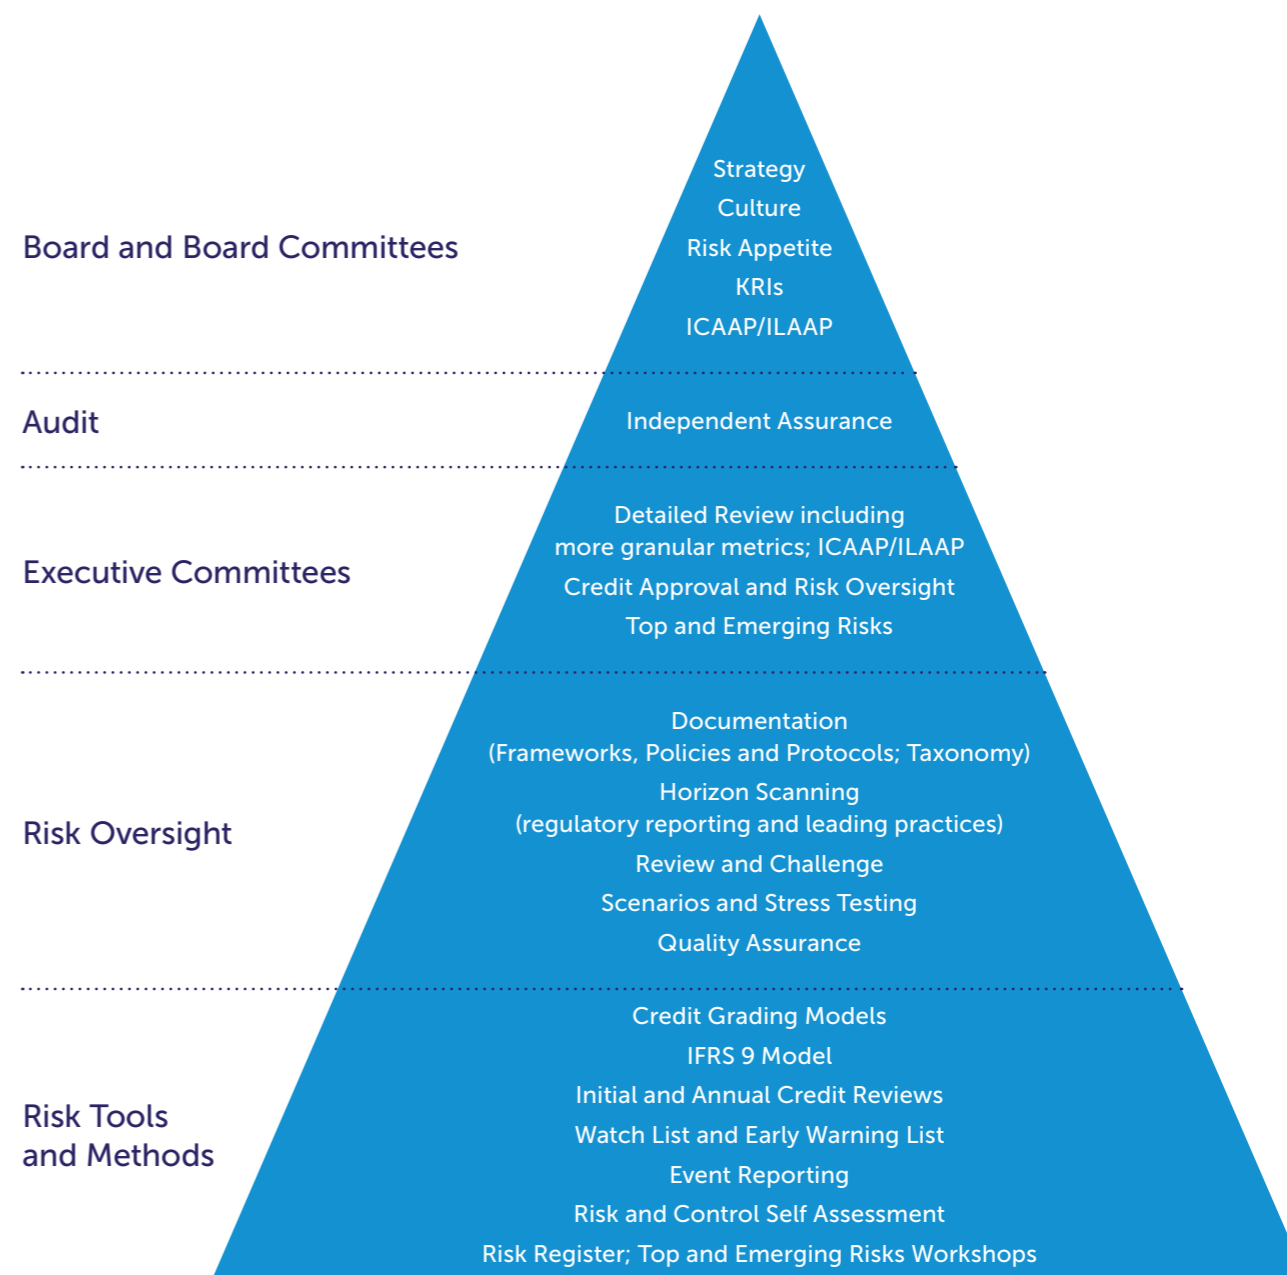 Board and Board Committees
Strategy
Culture
Risk Appetite
KRIs
ICAAP/ILAAP
Audit
Independent Assurance
Executive Committees
Detailed Review including
more granular metrics; ICAAP/ILAAP
Credit Approval and Risk Oversight
Top and Emerging Risks
Risk Oversight
Documentation
(Frameworks, Policies and Protocols; Taxonomy)
Horizon Scanning
(regulatory reporting and leading practices)
Review and Challenge
Scenarios and Stress Testing
Quality Assurance
Risk Tools
and Methods
Credit Grading Models
IFRS 9 Model
Initial and Annual Credit Reviews
Watch List and Early Warning List
Event Reporting
Risk and Control Self Assessment
Risk Register; Top and Emerging Risks Workshops